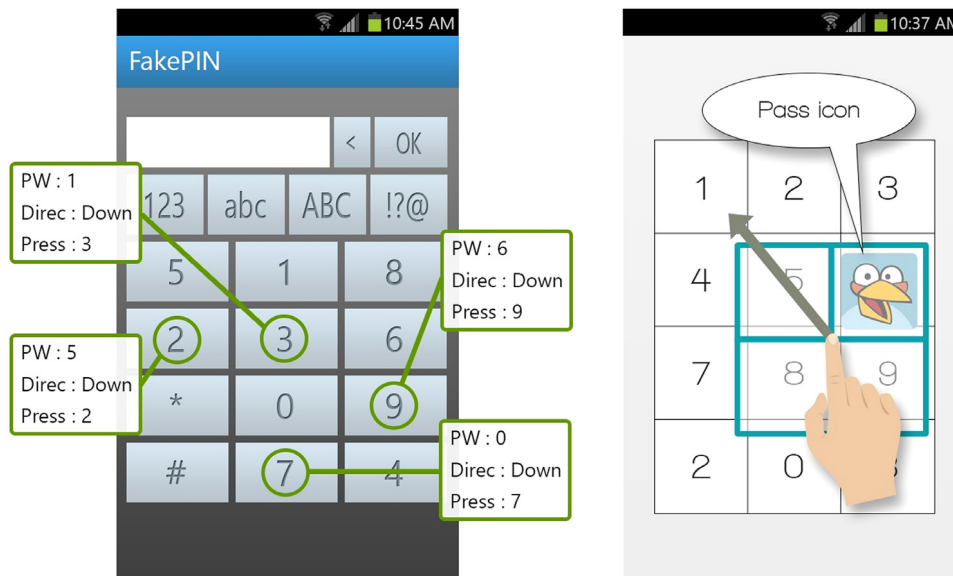 10:45 AM
FakePIN
< OK
123 abc ABC !?@
5 1 8
2 3 6
* 0 9
# 7 4
PW : 1
Direc : Down
Press : 3
PW : 5
Direc : Down
Press : 2
PW : 6
Direc : Down
Press : 9
PW : 0
Direc : Down
Press : 7
10:37 AM
Pass icon
1 2 3
4 5
7 8 9
2 0